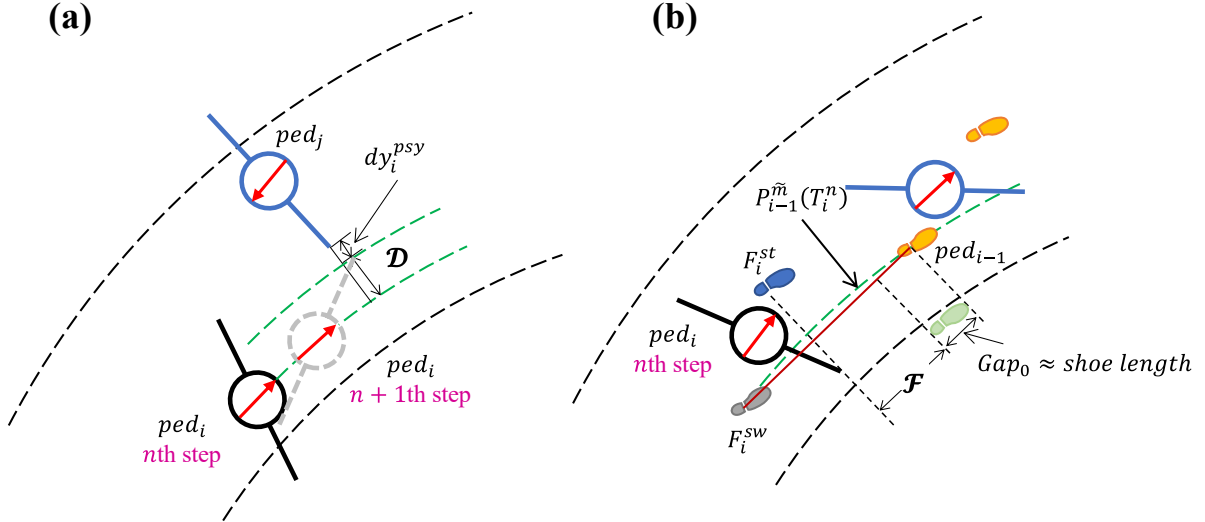 (a)
ped_j
dy_i^{psy}
𝓓
ped_i
n + 1th step
ped_i
nth step
(b)
P_{i-1}^{\tilde{m}}(T_i^n)
ped_{i-1}
F_i^{st}
ped_i
nth step
Gap_0 ≈ shoe length
𝓕
F_i^{sw}